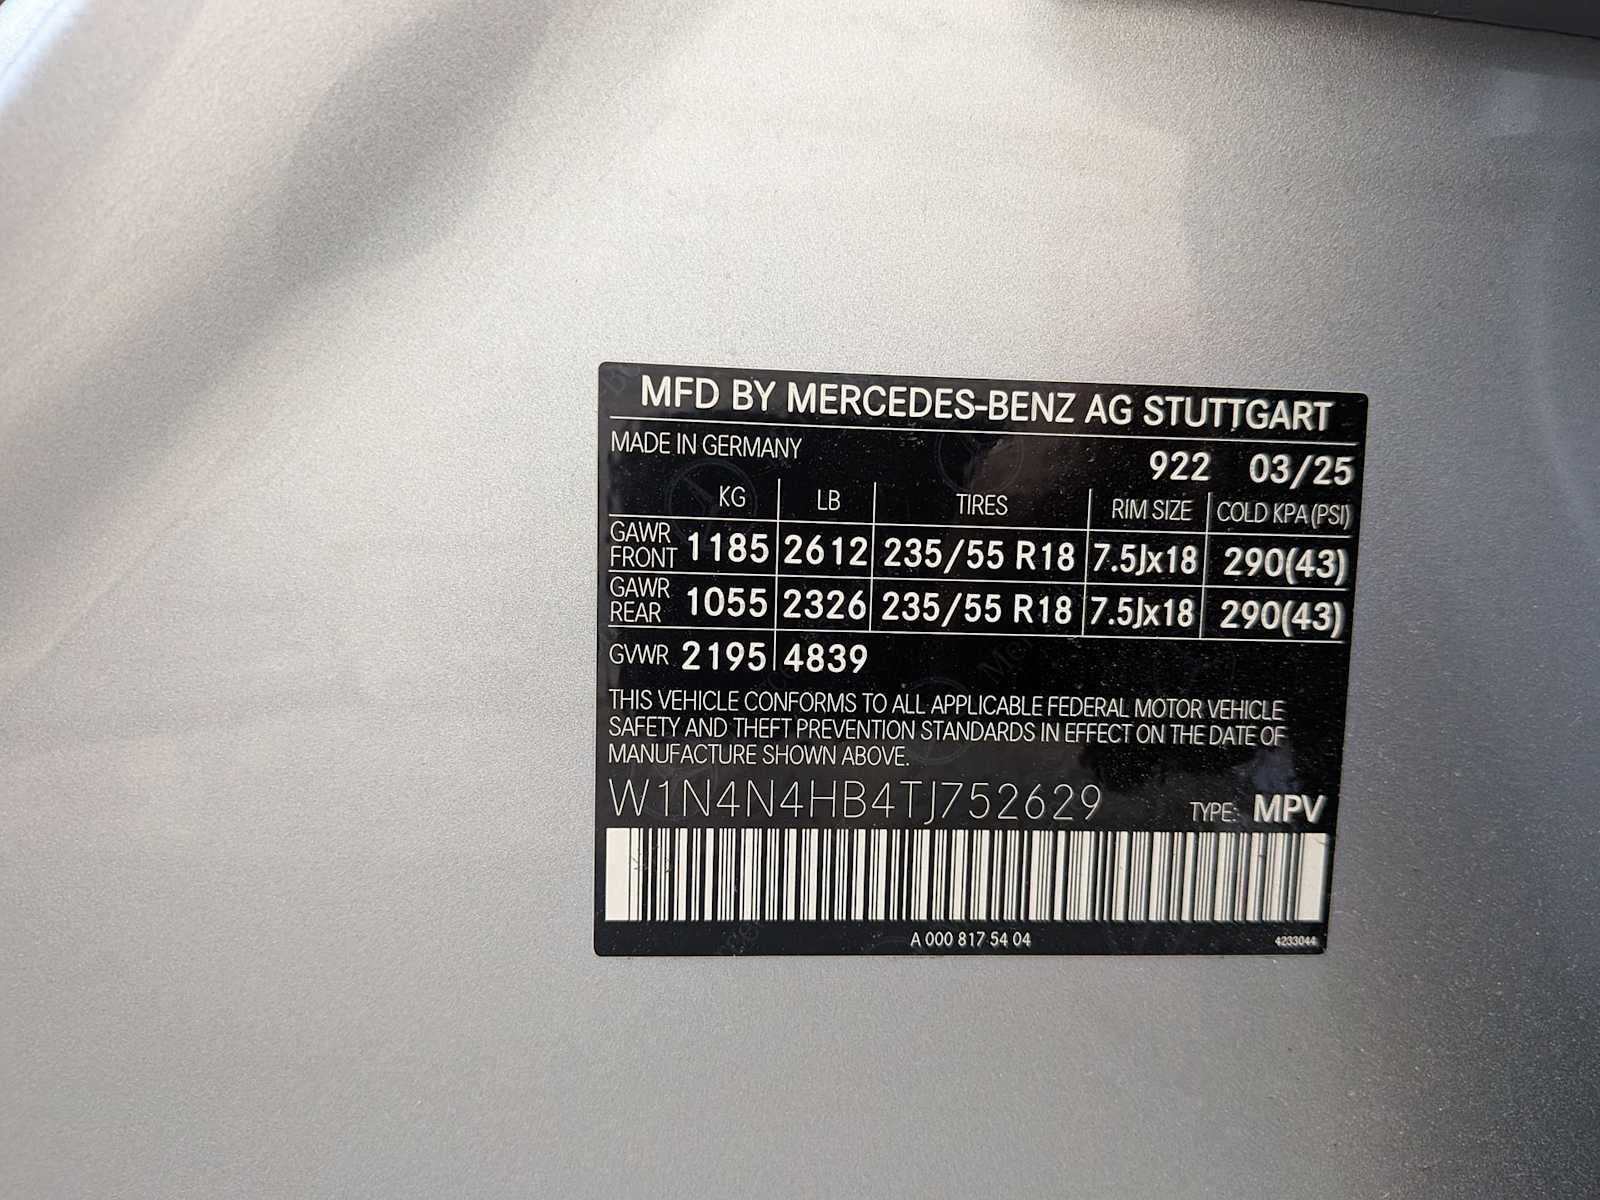 MFD BY MERCEDES-BENZ AG STUTTGART
MADE IN GERMANY
922 03/25
KG LB TIRES RIM SIZE COLD KPA (PSI)
GAWR FRONT 1185 2612 235/55 R18 7.5Jx18 290(43)
GAWR REAR 1055 2326 235/55 R18 7.5Jx18 290(43)
GVWR 2195 4839
THIS VEHICLE CONFORMS TO ALL APPLICABLE FEDERAL MOTOR VEHICLE
SAFETY AND THEFT PREVENTION STANDARDS IN EFFECT ON THE DATE OF
MANUFACTURE SHOWN ABOVE.
W1N4N4HB4TJ752629 TYPE: MPV
A 000 817 54 04 4233044